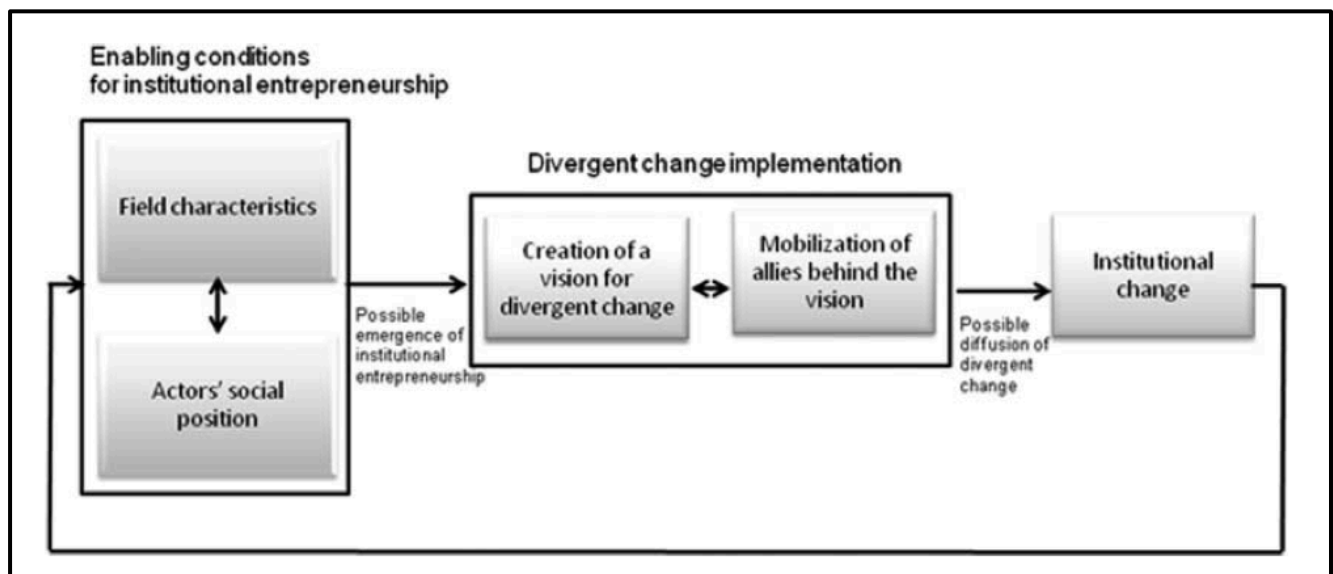 Enabling conditions
for institutional entrepreneurship
Field characteristics
Actors' social
position
Possible
emergence of
institutional
entrepreneurship
Divergent change implementation
Creation of a
vision for
divergent change
Mobilization of
allies behind the
vision
Possible
diffusion of
divergent
change
Institutional
change